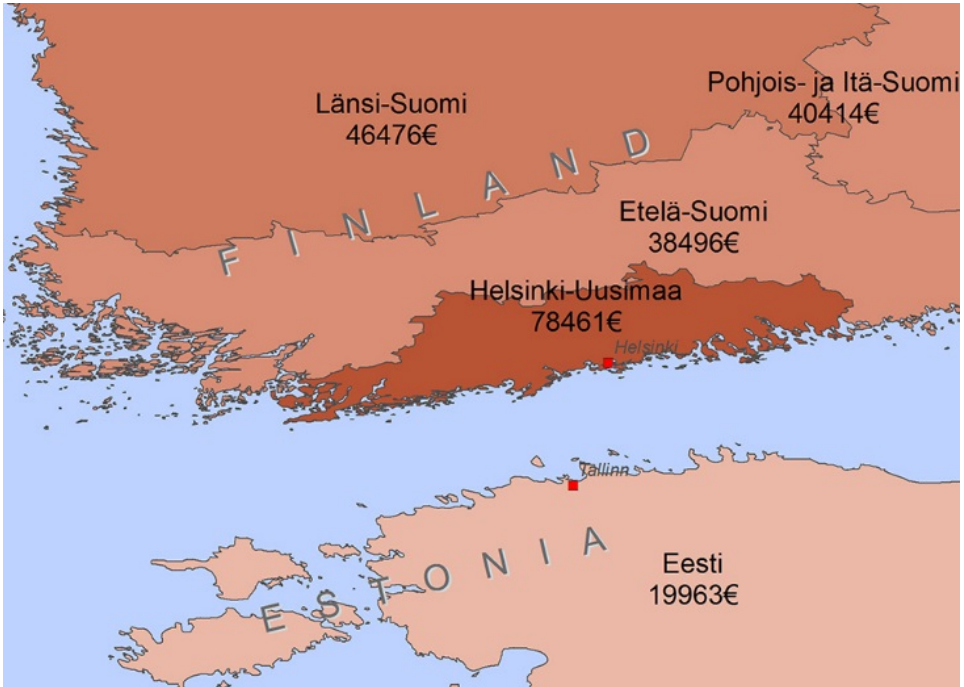 Länsi-Suomi
46476€
Pohjois- ja Itä-Suomi
40414€
FINLAND
Etelä-Suomi
38496€
Helsinki-Uusimaa
78461€
Helsinki
Tallinn
ESTONIA
Eesti
19963€